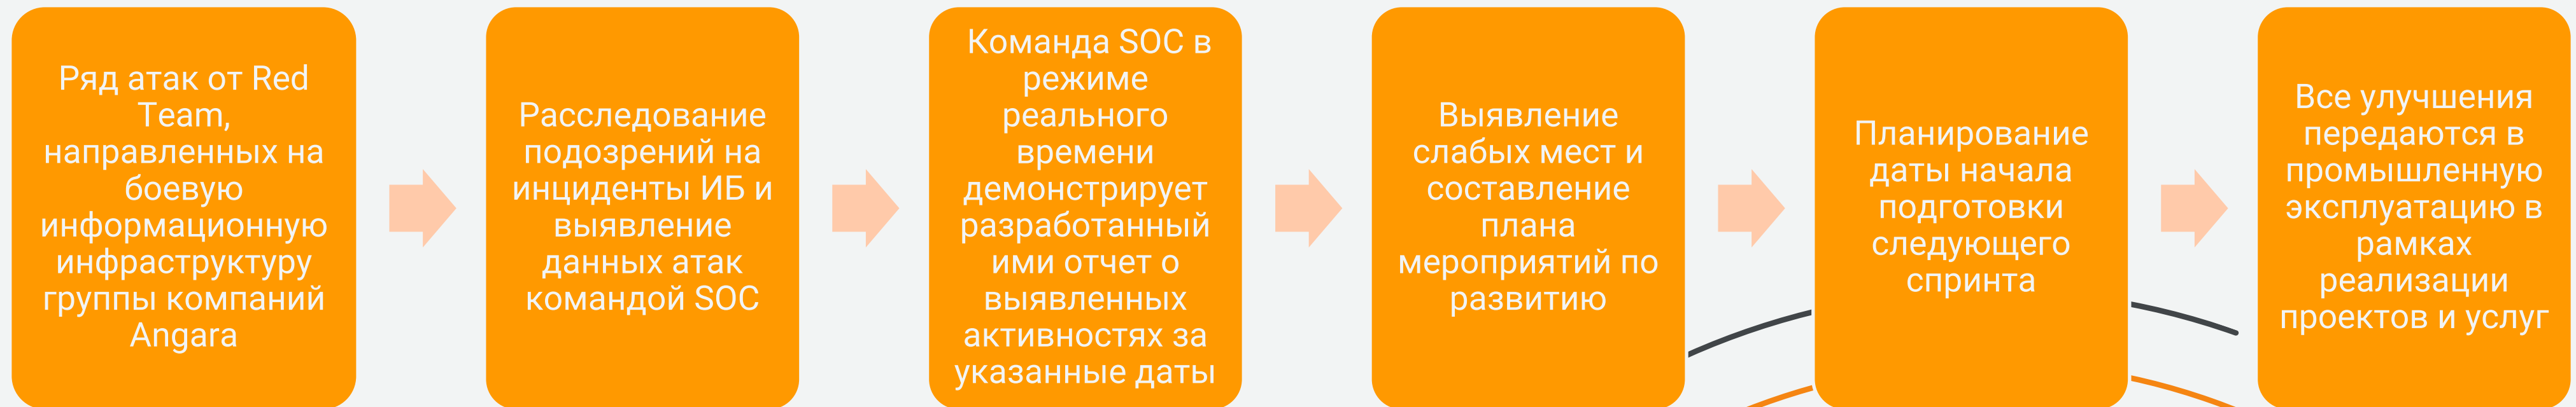 Ряд атак от Red
Team,
направленных на
боевую
информационную
инфраструктуру
группы компаний
Angara
Расследование
подозрений на
инциденты ИБ и
выявление
данных атак
командой SOC
Команда SOC в
режиме
реального
времени
демонстрирует
разработанный
ими отчет о
выявленных
активностях за
указанные даты
Выявление
слабых мест и
составление
плана
мероприятий по
развитию
Планирование
даты начала
подготовки
следующего
спринта
Все улучшения
передаются в
промышленную
эксплуатацию в
рамках
реализации
проектов и услуг